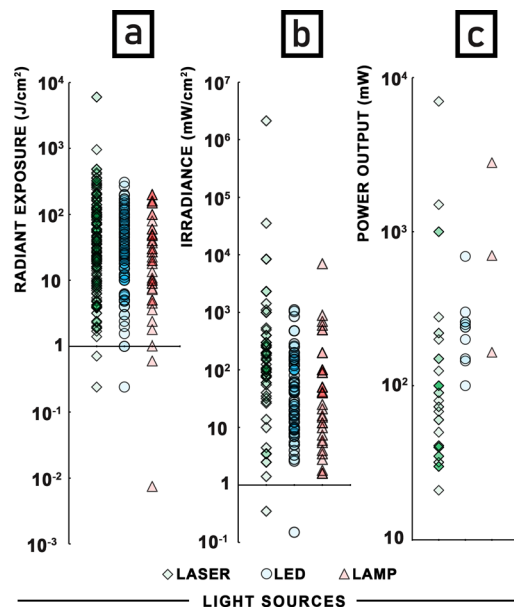 a
b
c
RADIANT EXPOSURE (J/cm²)
10⁴
10³
10²
10
1
10⁻¹
10⁻²
10⁻³
IRRADIANCE (mW/cm²)
10⁷
10⁶
10⁵
10⁴
10³
10²
10
1
10⁻¹
POWER OUTPUT (mW)
10⁴
10³
10²
10
LASER LED LAMP
LIGHT SOURCES